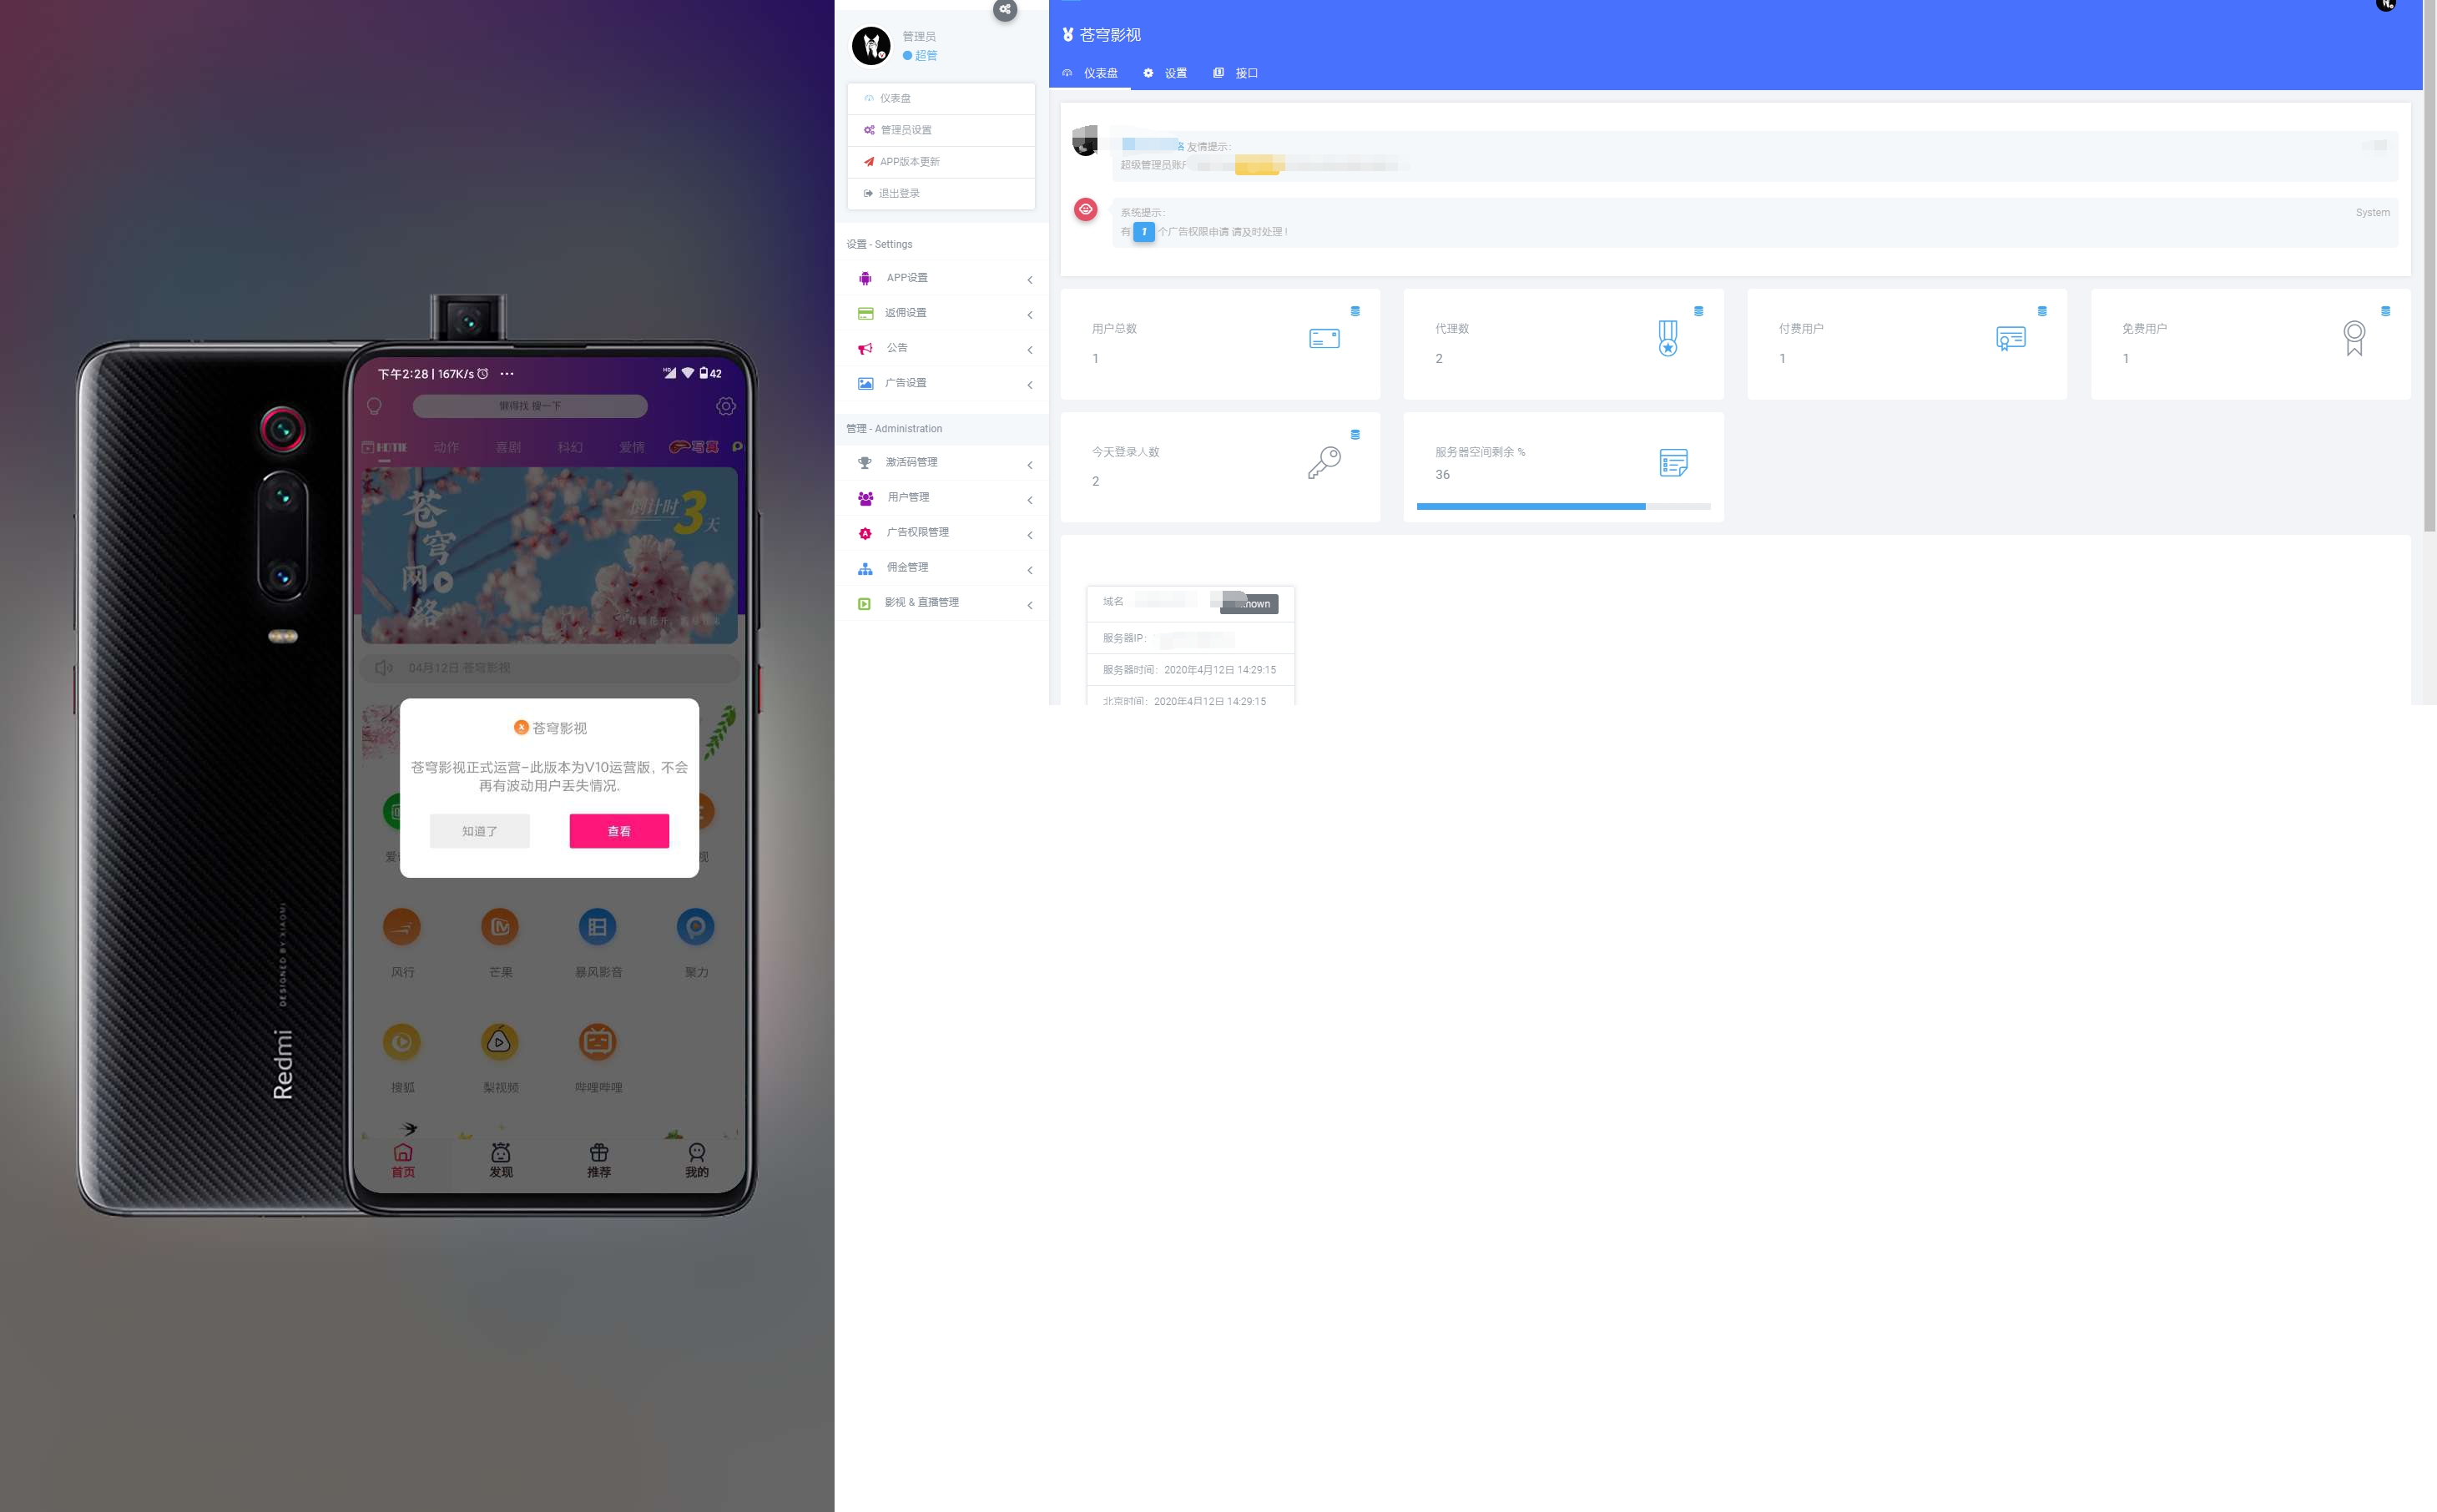 下午2:28 | 167K/s
HD 42
懒得找 搜一下
HOTIE 动作 喜剧 科幻 爱情 写真
苍穹网络
倒计时3天
04月12日 苍穹影视
苍穹影视
苍穹影视正式运营-此版本为V10运营版, 不会
再有波动用户丢失情况.
知道了 查看
爱 视
风行 芒果 暴风影音 聚力
搜狐 梨视频 哔哩哔哩
首页 发现 推荐 我的
Redmi
DESIGNED BY XIAOMI
管理员
超管
仪表盘
管理员设置
APP版本更新
退出登录
设置 - Settings
APP设置
返佣设置
公告
广告设置
管理 - Administration
激活码管理
用户管理
广告权限管理
佣金管理
影视 & 直播管理
苍穹影视
仪表盘 设置 接口
友情提示:
超级管理员账户
系统提示: System
有 1 个广告权限申请 请及时处理 !
用户总数
1
代理数
2
付费用户
1
免费用户
1
今天登录人数
2
服务器空间剩余 %
36
域名 nown
服务器IP:
服务器时间: 2020年4月12日 14:29:15
北京时间: 2020年4月12日 14:29:15